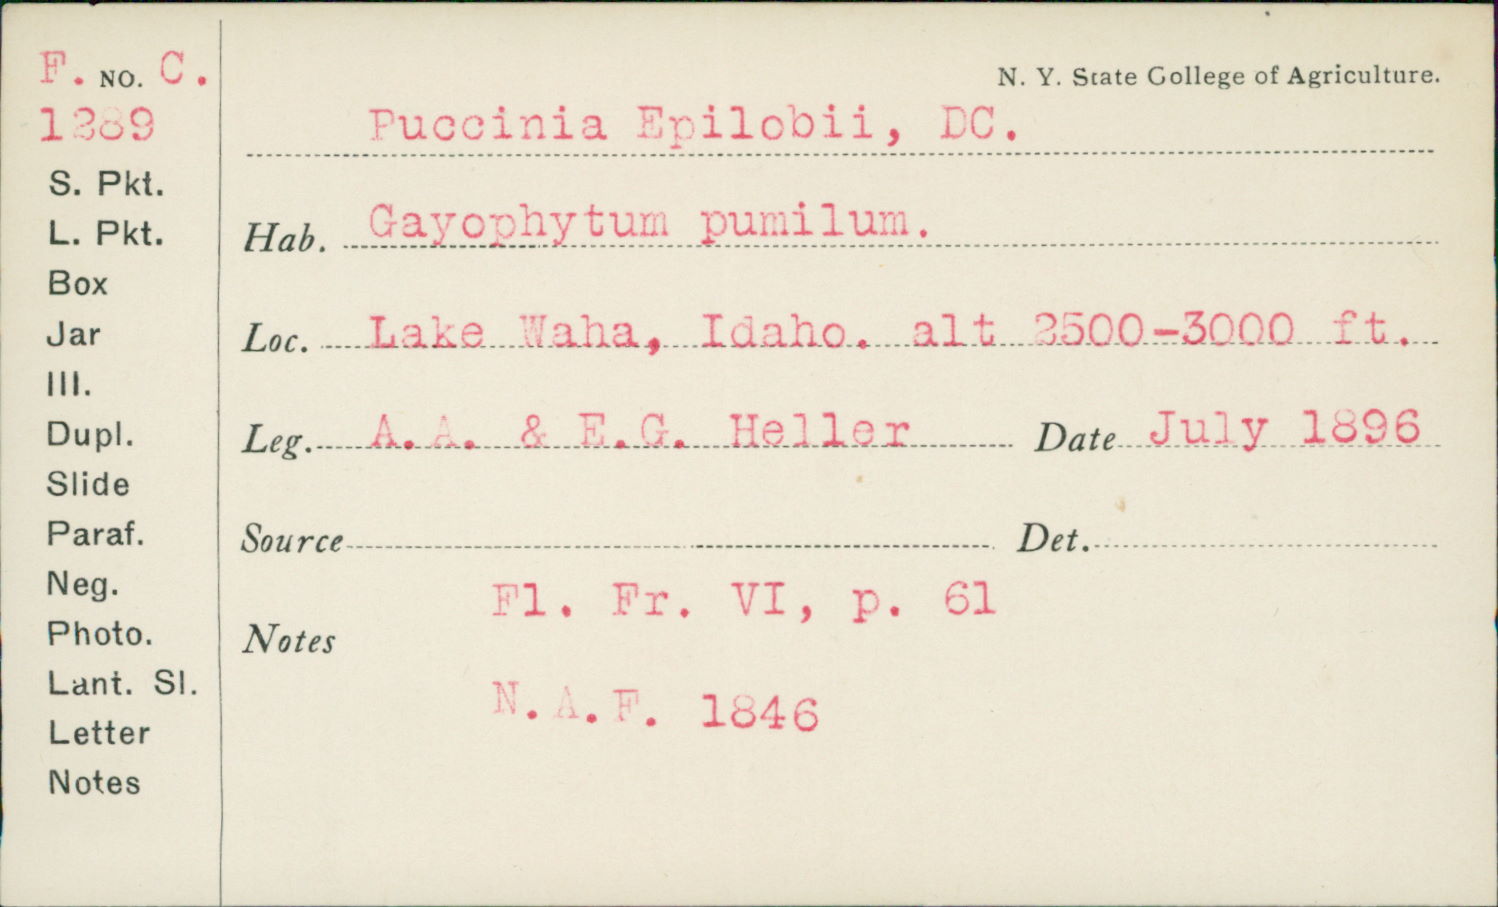 F. NO. C.
1289
S. Pkt.
L. Pkt.
Box
Jar
Ill.
Dupl.
Slide
Paraf.
Neg.
Photo.
Lant. Sl.
Letter
Notes
N. Y. State College of Agriculture.
Puccinia Epilobii, DC.
Hab. Gayophytum pumilum.
Loc. Lake Waha, Idaho. alt 2500-3000 ft.
Leg. A.A. & E.G. Heller Date July 1896
Source Det.
Fl. Fr. VI, p. 61
Notes
N.A.F. 1846